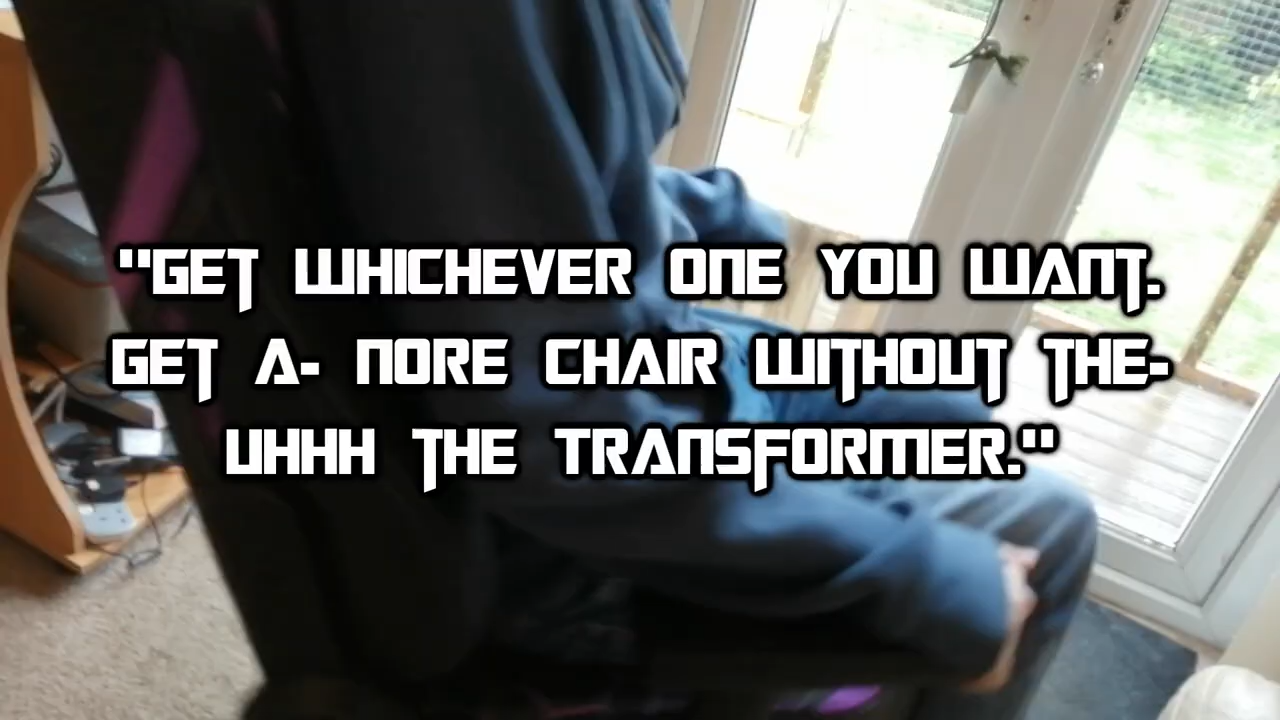 "GET WHICHEVER ONE YOU WANT.
GET A- NORE CHAIR WITHOUT THE-
UHHH THE TRANSFORMER."